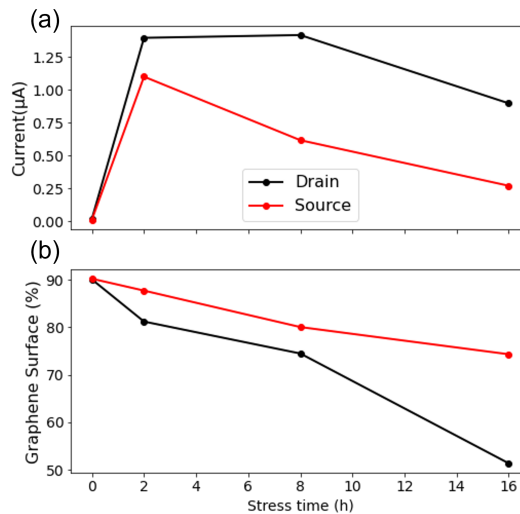 (a)
Current(μA)
1.25
1.00
0.75
0.50
0.25
0.00
Drain
Source
(b)
Graphene Surface (%)
90
80
70
60
50
0 2 4 6 8 10 12 14 16
Stress time (h)